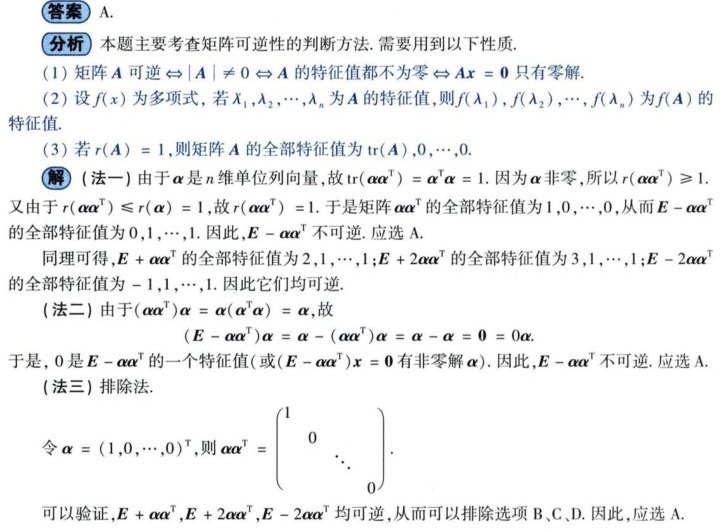 答案 A.
分析 本题主要考查矩阵可逆性的判断方法. 需要用到以下性质.
(1) 矩阵 A 可逆 ⇔ |A| ≠ 0 ⇔ A 的特征值都不为零 ⇔ Ax = 0 只有零解.
(2) 设 f(x) 为多项式, 若 λ₁,λ₂,⋯,λₙ 为 A 的特征值,则 f(λ₁), f(λ₂),⋯, f(λₙ) 为 f(A) 的
特征值.
(3) 若 r(A) = 1,则矩阵 A 的全部特征值为 tr(A),0,⋯,0.
解 (法一) 由于 α 是 n 维单位列向量,故 tr(ααᵀ) = αᵀα = 1. 因为 α 非零,所以 r(ααᵀ) ≥ 1.
又由于 r(ααᵀ) ≤ r(α) = 1,故 r(ααᵀ) = 1. 于是矩阵 ααᵀ 的全部特征值为 1,0,⋯,0,从而 E − ααᵀ
的全部特征值为 0,1,⋯,1. 因此,E − ααᵀ 不可逆. 应选 A.
同理可得,E + ααᵀ 的全部特征值为 2,1,⋯,1;E + 2ααᵀ 的全部特征值为 3,1,⋯,1;E − 2ααᵀ
的全部特征值为 − 1,1,⋯,1. 因此它们均可逆.
(法二) 由于(ααᵀ)α = α(αᵀα) = α,故
(E − ααᵀ)α = α − (ααᵀ)α = α − α = 0 = 0α.
于是, 0 是 E − ααᵀ 的一个特征值(或(E − ααᵀ)x = 0 有非零解 α). 因此,E − ααᵀ 不可逆. 应选 A.
(法三) 排除法.
1
0
令 α = (1,0,⋯,0)ᵀ,则 ααᵀ = .
⋱
0
可以验证,E + ααᵀ,E + 2ααᵀ,E − 2ααᵀ 均可逆,从而可以排除选项 B、C、D. 因此,应选 A.